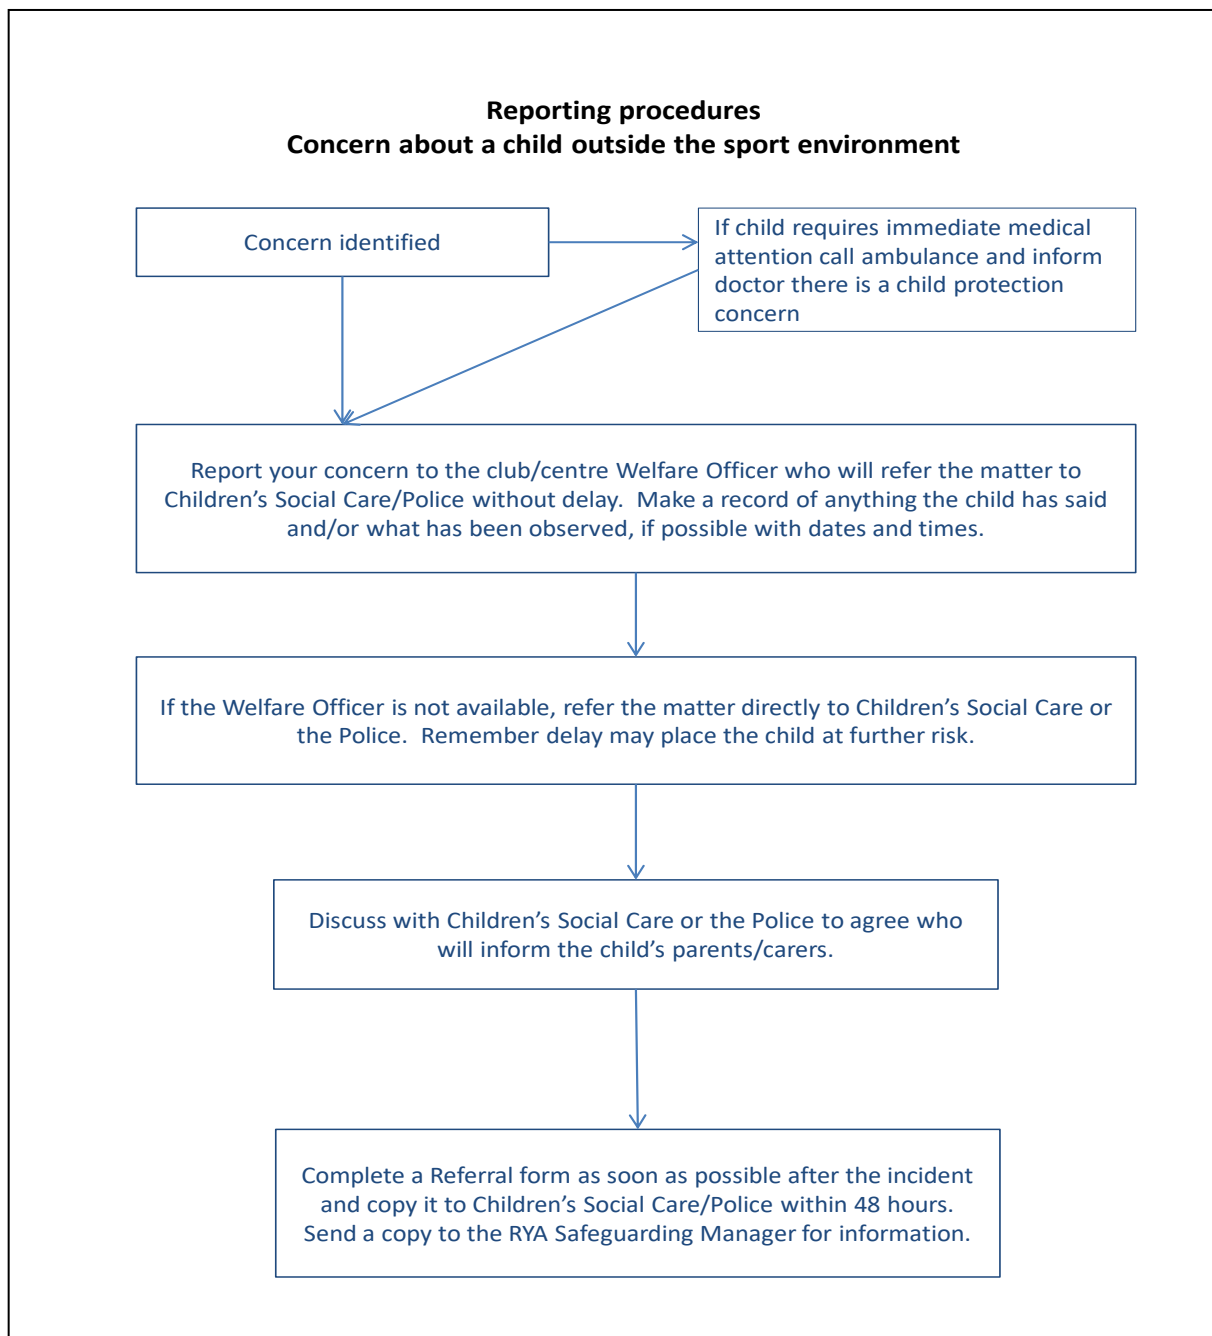 Reporting procedures
Concern about a child outside the sport environment
Concern identified
If child requires immediate medical
attention call ambulance and inform
doctor there is a child protection
concern
Report your concern to the club/centre Welfare Officer who will refer the matter to
Children’s Social Care/Police without delay.  Make a record of anything the child has said
and/or what has been observed, if possible with dates and times.
If the Welfare Officer is not available, refer the matter directly to Children’s Social Care or
the Police.  Remember delay may place the child at further risk.
Discuss with Children’s Social Care or the Police to agree who
will inform the child’s parents/carers.
Complete a Referral form as soon as possible after the incident
and copy it to Children’s Social Care/Police within 48 hours.
Send a copy to the RYA Safeguarding Manager for information.